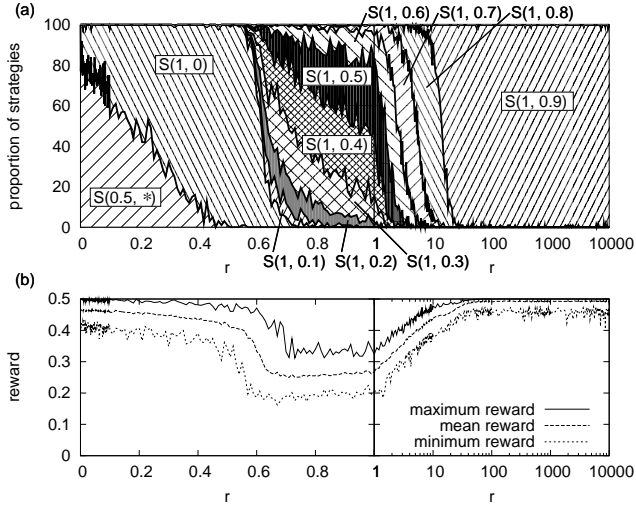 (a)
S(1, 0.6)
S(1, 0.7)
S(1, 0.8)
100
80
60
40
20
0
proportion of strategies
S(1, 0)
S(1, 0.5)
S(1, 0.9)
S(1, 0.4)
S(0.5, *)
0 0.2 0.4 0.6 0.8 1 10 100 1000 10000
r
S(1, 0.1)
S(1, 0.2)
S(1, 0.3)
r
(b)
0.5
0.4
0.3
0.2
0.1
0
reward
maximum reward
mean reward
minimum reward
0 0.2 0.4 0.6 0.8 1 1 10 100 1000 10000
r r